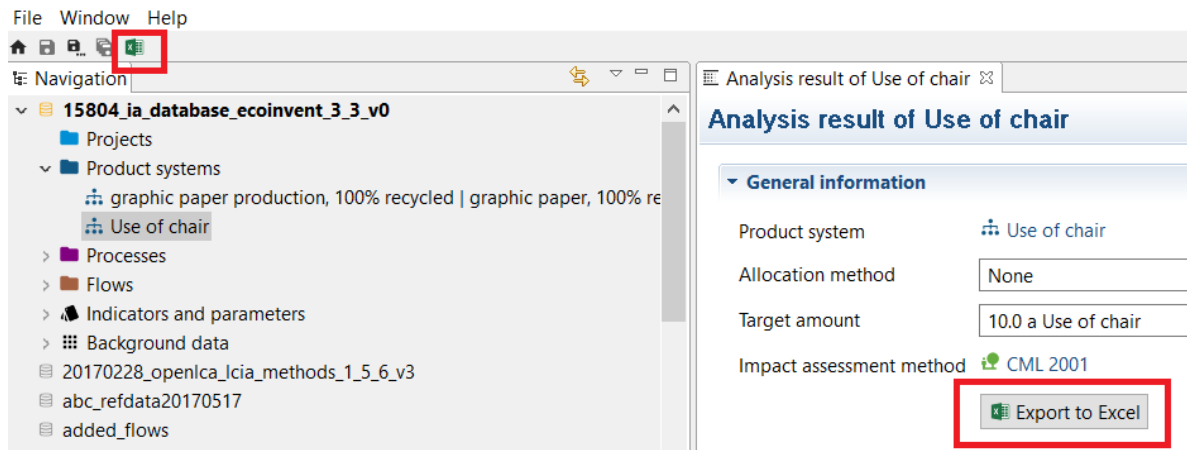 File Window Help
Navigation
15804_ia_database_ecoinvent_3_3_v0
Projects
Product systems
graphic paper production, 100% recycled | graphic paper, 100% re
Use of chair
Processes
Flows
Indicators and parameters
Background data
20170228_openlca_lcia_methods_1_5_6_v3
abc_refdata20170517
added_flows
Analysis result of Use of chair
Analysis result of Use of chair
General information
Product system Use of chair
Allocation method None
Target amount 10.0 a Use of chair
Impact assessment method CML 2001
Export to Excel